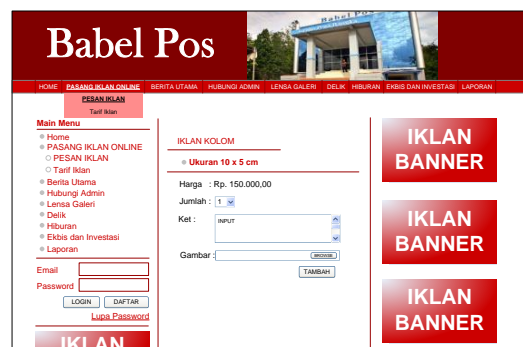 Babel Pos
Babel Pos
HOME PASANG IKLAN ONLINE BERITA UTAMA HUBUNGI ADMIN LENSA GALERI DELIK HIBURAN EKBIS DAN INVESTASI LAPORAN
PESAN IKLAN
Tarif Iklan
Main Menu
Home
PASANG IKLAN ONLINE
PESAN IKLAN
Tarif Iklan
Berita Utama
Hubungi Admin
Lensa Galeri
Delik
Hiburan
Ekbis dan Investasi
Laporan
Email
Password
LOGIN DAFTAR
Lupa Password
IKLAN
IKLAN KOLOM
Ukuran 10 x 5 cm
Harga : Rp. 150.000,00
Jumlah : 1
Ket : INPUT
Gambar : BROWSE
TAMBAH
IKLAN
BANNER
IKLAN
BANNER
IKLAN
BANNER